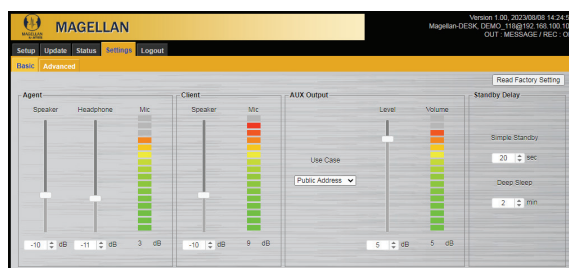 MAGELLAN
Version 1.00, 2023/08/08 14:24:5
Magellan-DESK, DEMO_118@192.168.100.10
OUT : MESSAGE / REC : O
Setup Update Status Settings Logout
Basic Advanced
Read Factory Setting
Agent
Speaker Headphone Mic
-10 dB -11 dB 3 dB
Client
Speaker Mic
-10 dB 9 dB
AUX Output
Level Volume
Use Case
Public Address
5 dB 5 dB
Standby Delay
Simple Standby
20 sec
Deep Sleep
2 min